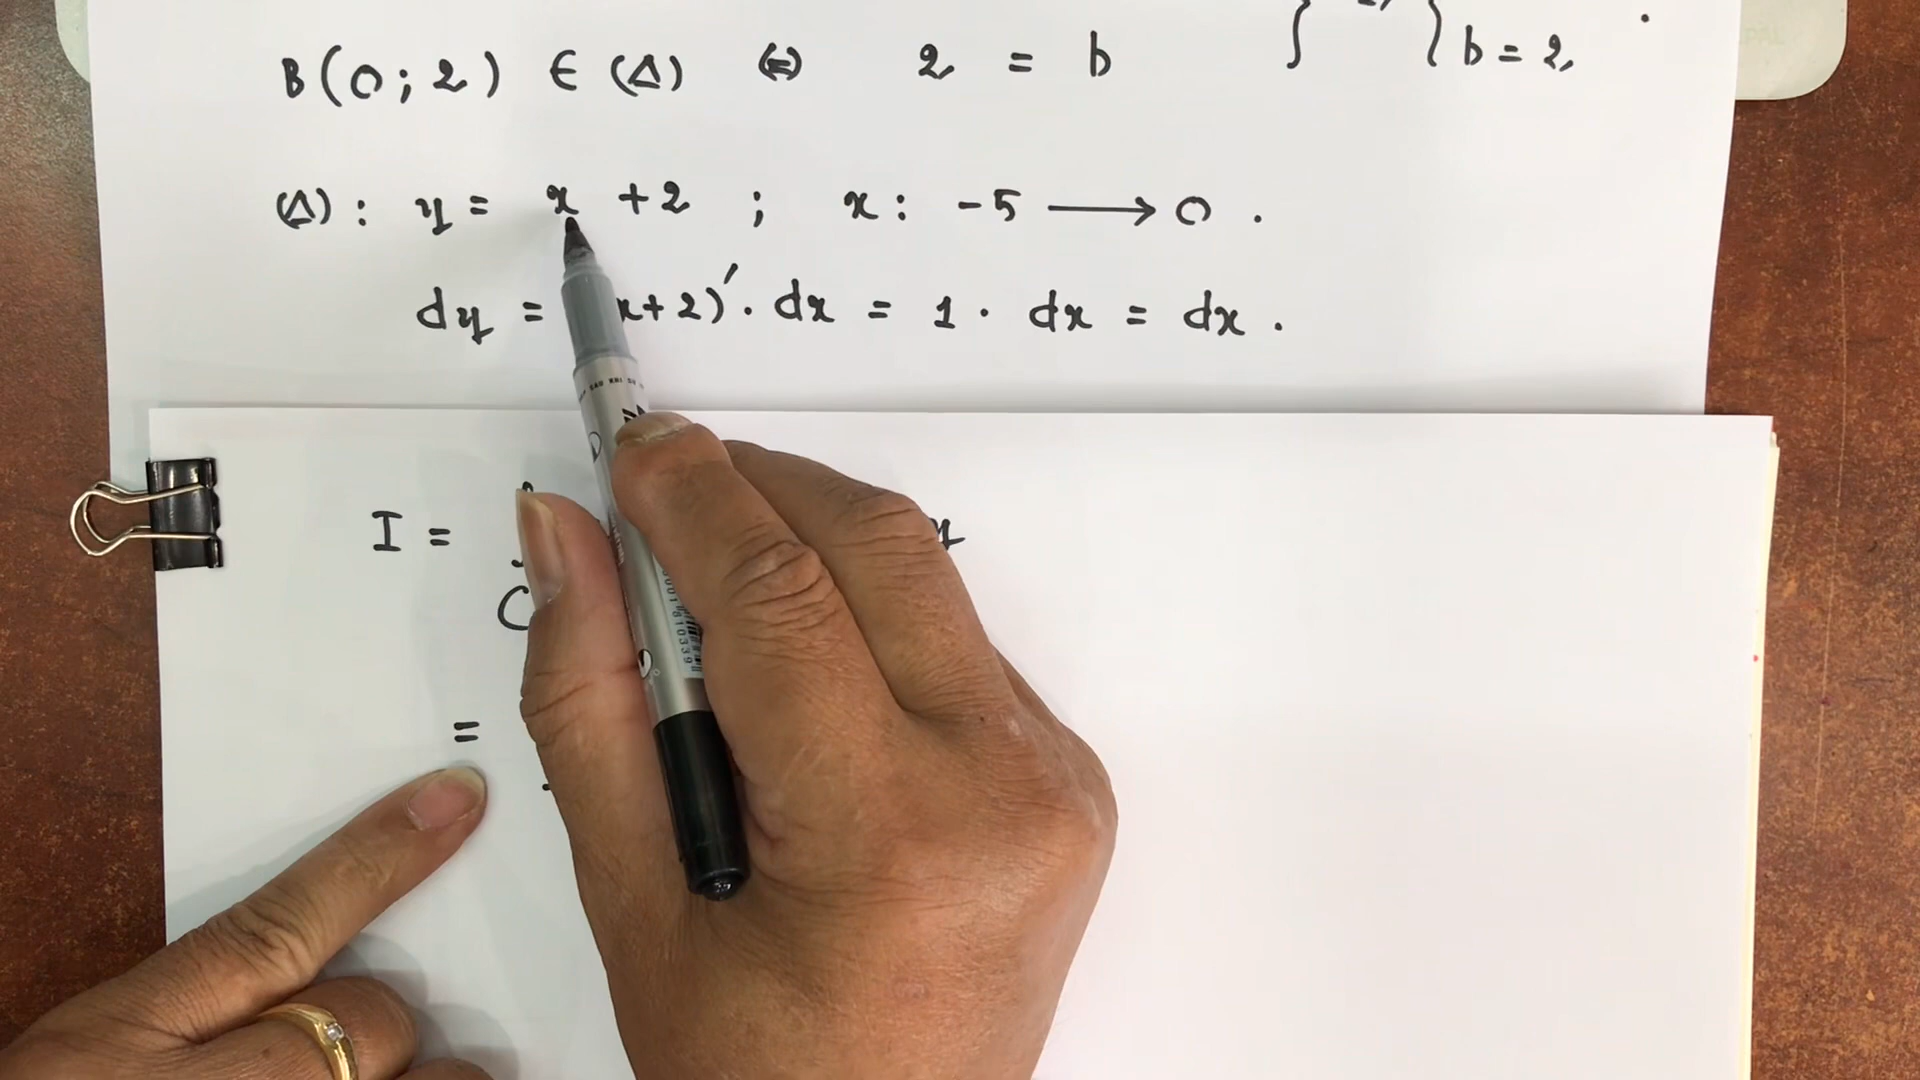 B(0;2) ∈ (Δ) ⇔ 2 = b b = 2
(Δ): y = x + 2 ; x: -5 ⟶ 0 .
dy = x+2)' . dx = 1 . dx = dx .
I =
C
=